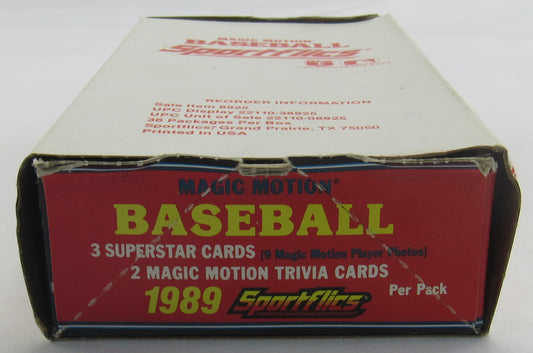 MAGIC MOTION®
BASEBALL
Sportflics®
REORDER INFORMATION
Sale Item 8925
UPC Display 22110-38925
UPC Unit of Sale 22110-08925
36 Packages Per Box
Sportflics® Grand Prairie, TX 75050
Printed in USA
MAGIC MOTION®
BASEBALL
3 SUPERSTAR CARDS (9 Magic Motion Player Photos)
2 MAGIC MOTION TRIVIA CARDS
Per Pack
1989 Sportflics®